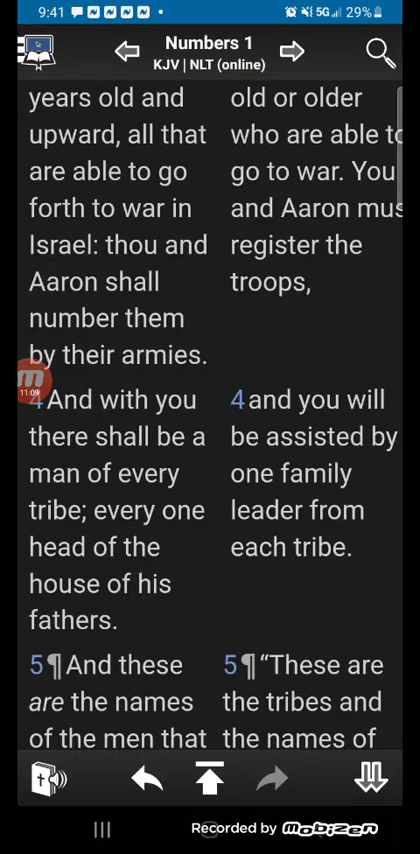 9:41
5G 29%
Numbers 1
KJV | NLT (online)
years old and
upward, all that
are able to go
forth to war in
Israel: thou and
Aaron shall
number them
by their armies.
4 And with you
there shall be a
man of every
tribe; every one
head of the
house of his
fathers.
5 ¶ And these
are the names
of the men that
old or older
who are able to
go to war. You
and Aaron mus
register the
troops,
4 and you will
be assisted by
one family
leader from
each tribe.
5 ¶ “These are
the tribes and
the names of
11:09
Recorded by mobizen